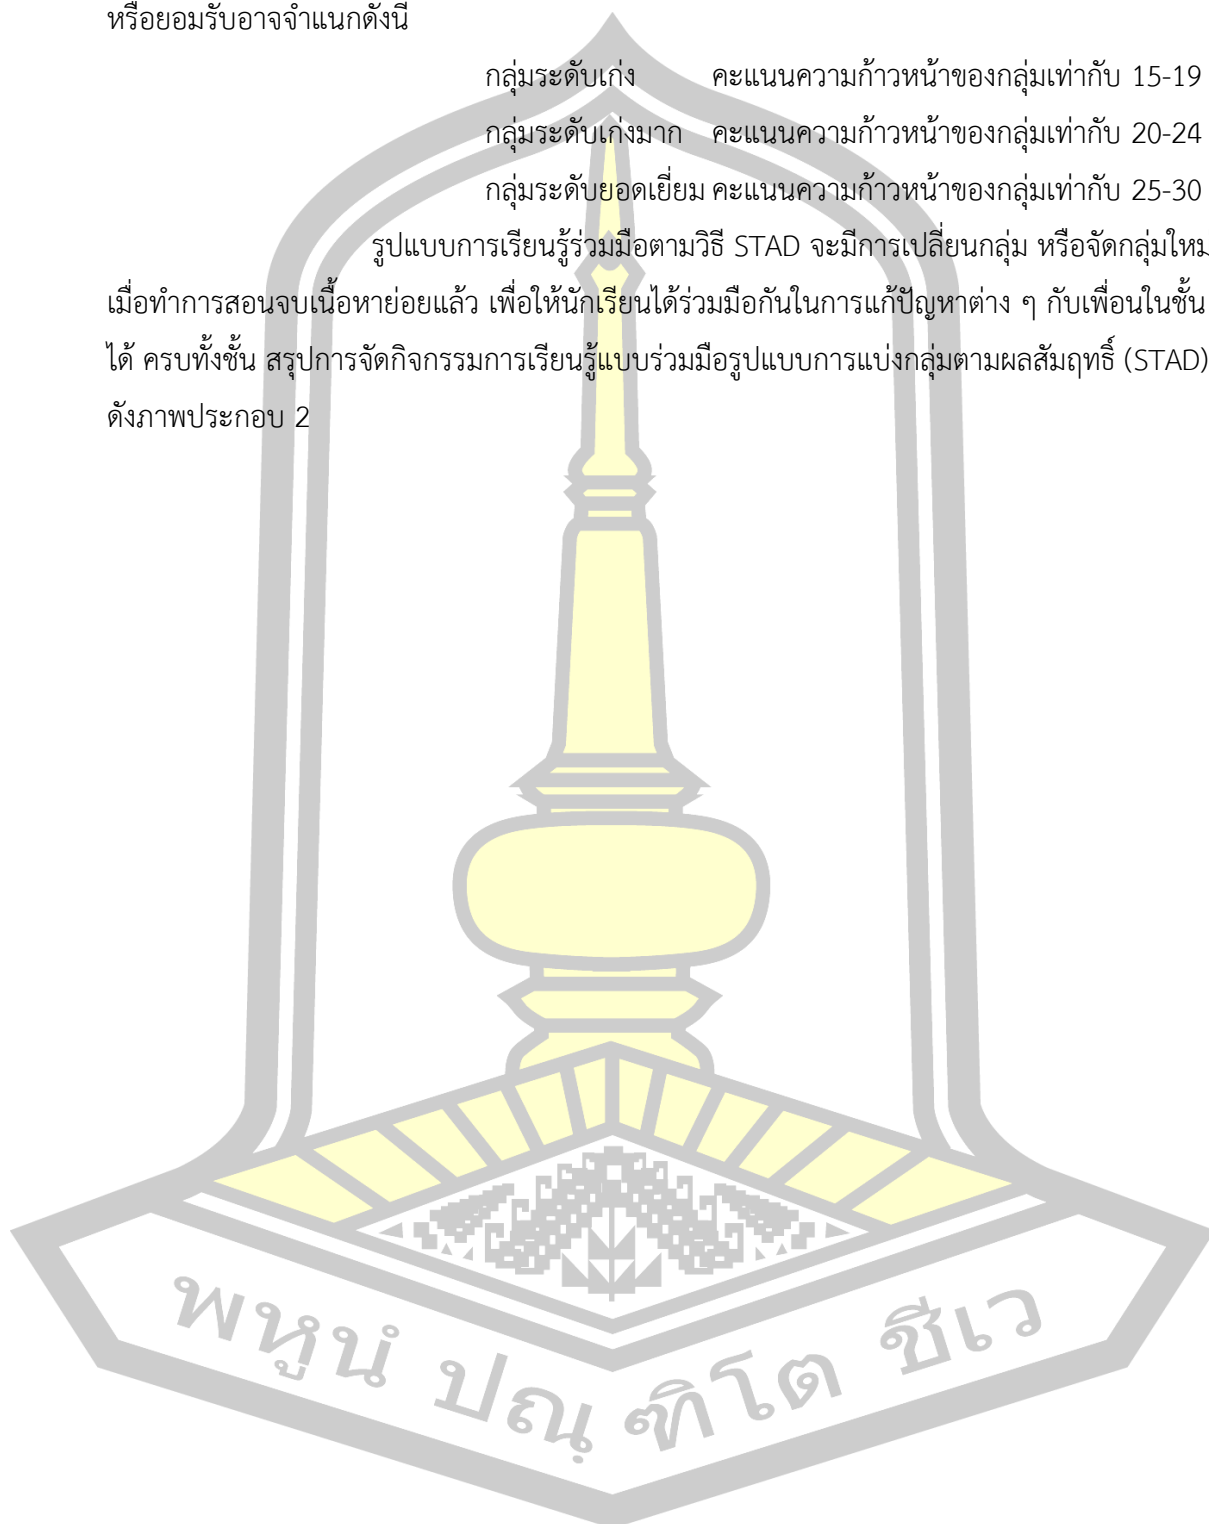 หรือยอมรับอาจจำแนกดังนี้
กลุ่มระดับเก่ง คะแนนความก้าวหน้าของกลุ่มเท่ากับ 15-19
กลุ่มระดับเก่งมาก คะแนนความก้าวหน้าของกลุ่มเท่ากับ 20-24
กลุ่มระดับยอดเยี่ยม คะแนนความก้าวหน้าของกลุ่มเท่ากับ 25-30
รูปแบบการเรียนรู้ร่วมมือตามวิธี STAD จะมีการเปลี่ยนกลุ่ม หรือจัดกลุ่มใหม่
เมื่อทำการสอนจบเนื้อหาย่อยแล้ว เพื่อให้นักเรียนได้ร่วมมือกันในการแก้ปัญหาต่าง ๆ กับเพื่อนในชั้น
ได้ ครบทั้งชั้น สรุปการจัดกิจกรรมการเรียนรู้แบบร่วมมือรูปแบบการแบ่งกลุ่มตามผลสัมฤทธิ์ (STAD)
ดังภาพประกอบ 2
พหูนํ ปณฺฑิโต ชีเว